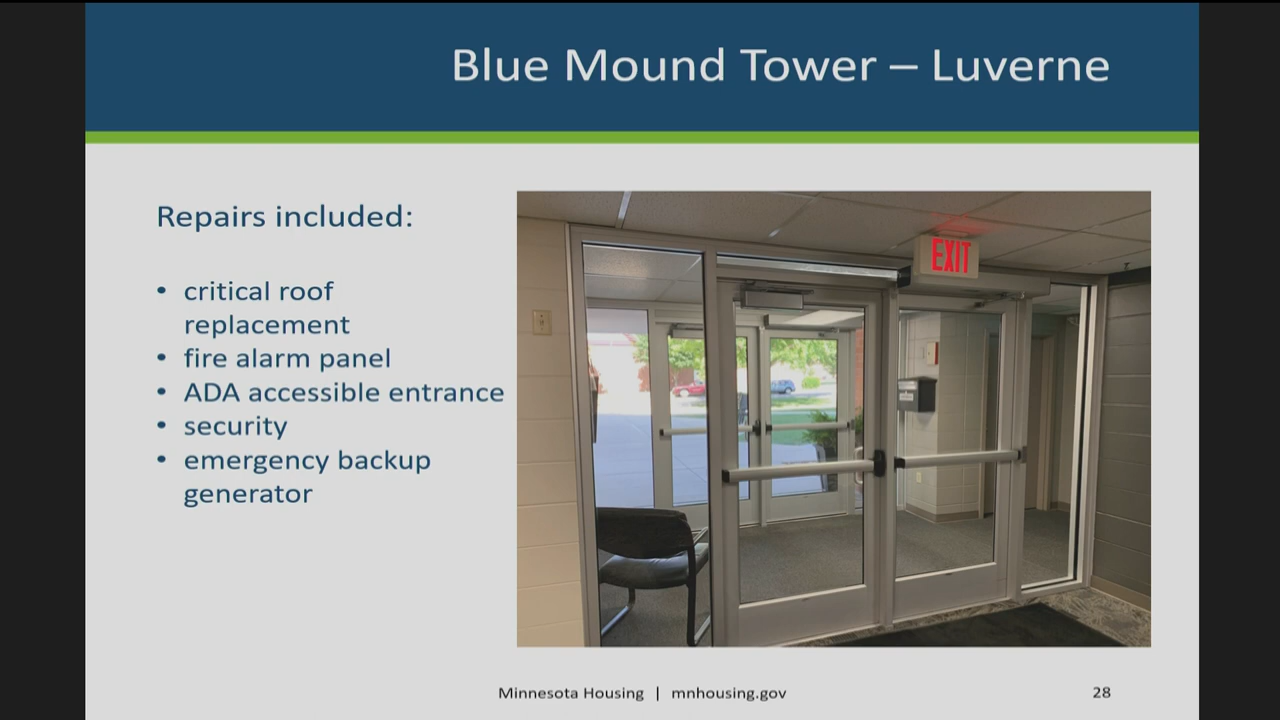 Blue Mound Tower – Luverne
Repairs included:
• critical roof
replacement
• fire alarm panel
• ADA accessible entrance
• security
• emergency backup
generator
EXIT
Minnesota Housing | mnhousing.gov
28